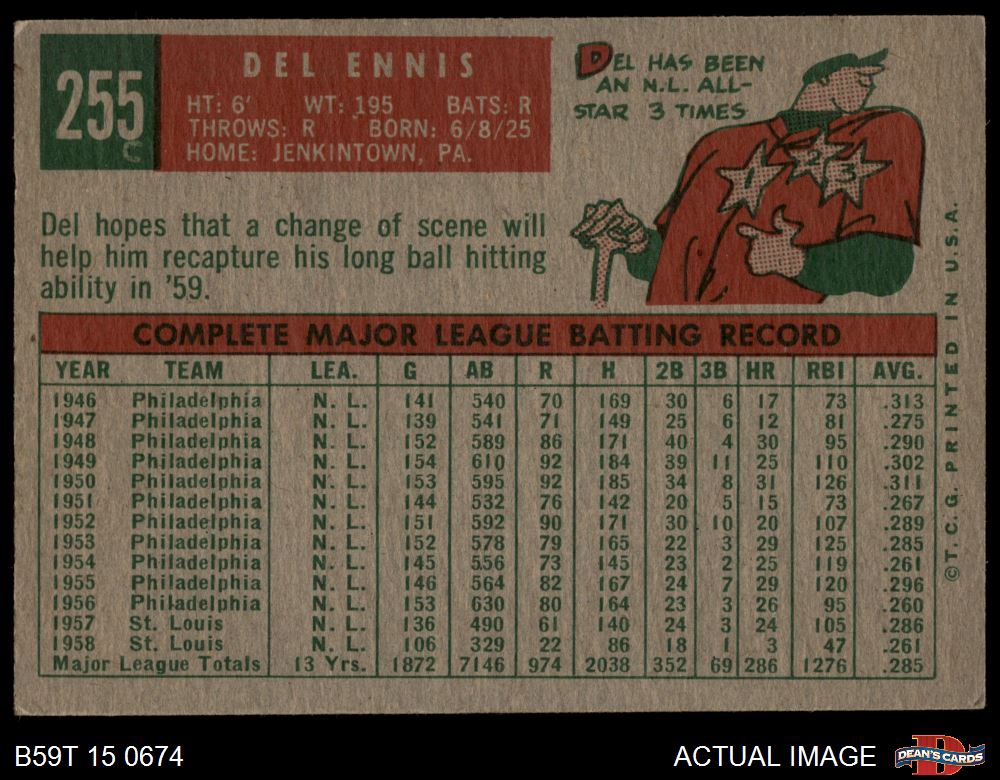 255
C
DEL ENNIS
HT: 6' WT: 195 BATS: R
THROWS: R BORN: 6/8/25
HOME: JENKINTOWN, PA.
DEL HAS BEEN
AN N.L. ALL-
STAR 3 TIMES
1 2 3
Del hopes that a change of scene will
help him recapture his long ball hitting
ability in '59.
COMPLETE MAJOR LEAGUE BATTING RECORD
YEAR TEAM LEA. G AB R H 2B 3B HR RBI AVG.
1946 Philadelphia N. L. 141 540 70 169 30 6 17 73 .313
1947 Philadelphia N. L. 139 541 71 149 25 6 12 81 .275
1948 Philadelphia N. L. 152 589 86 171 40 4 30 95 .290
1949 Philadelphia N. L. 154 610 92 184 39 11 25 110 .302
1950 Philadelphia N. L. 153 595 92 185 34 8 31 126 .311
1951 Philadelphia N. L. 144 532 76 142 20 5 15 73 .267
1952 Philadelphia N. L. 151 592 90 171 30 10 20 107 .289
1953 Philadelphia N. L. 152 578 79 165 22 3 29 125 .285
1954 Philadelphia N. L. 145 556 73 145 23 2 25 119 .261
1955 Philadelphia N. L. 146 564 82 167 24 7 29 120 .296
1956 Philadelphia N. L. 153 630 80 164 23 3 26 95 .260
1957 St. Louis N. L. 136 490 61 140 24 3 24 105 .286
1958 St. Louis N. L. 106 329 22 86 18 1 3 47 .261
Major League Totals 13 Yrs. 1872 7146 974 2038 352 69 286 1276 .285
©T.C.G. PRINTED IN U.S.A.
B59T 15 0674
ACTUAL IMAGE
D
DEAN'S CARDS